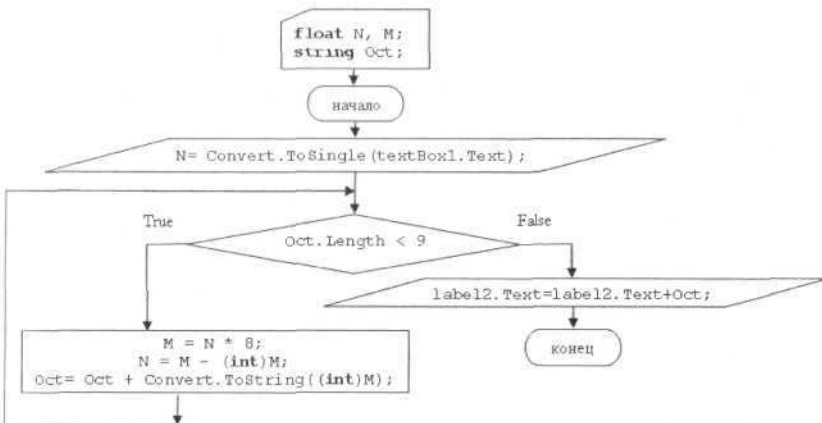 float N, M;
string Oct;
начало
N= Convert.ToSingle(textBox1.Text);
True
False
Oct.Length < 9
label2.Text=label2.Text+Oct;
M = N * 8;
N = M - (int)M;
Oct= Oct + Convert.ToString((int)M);
конец